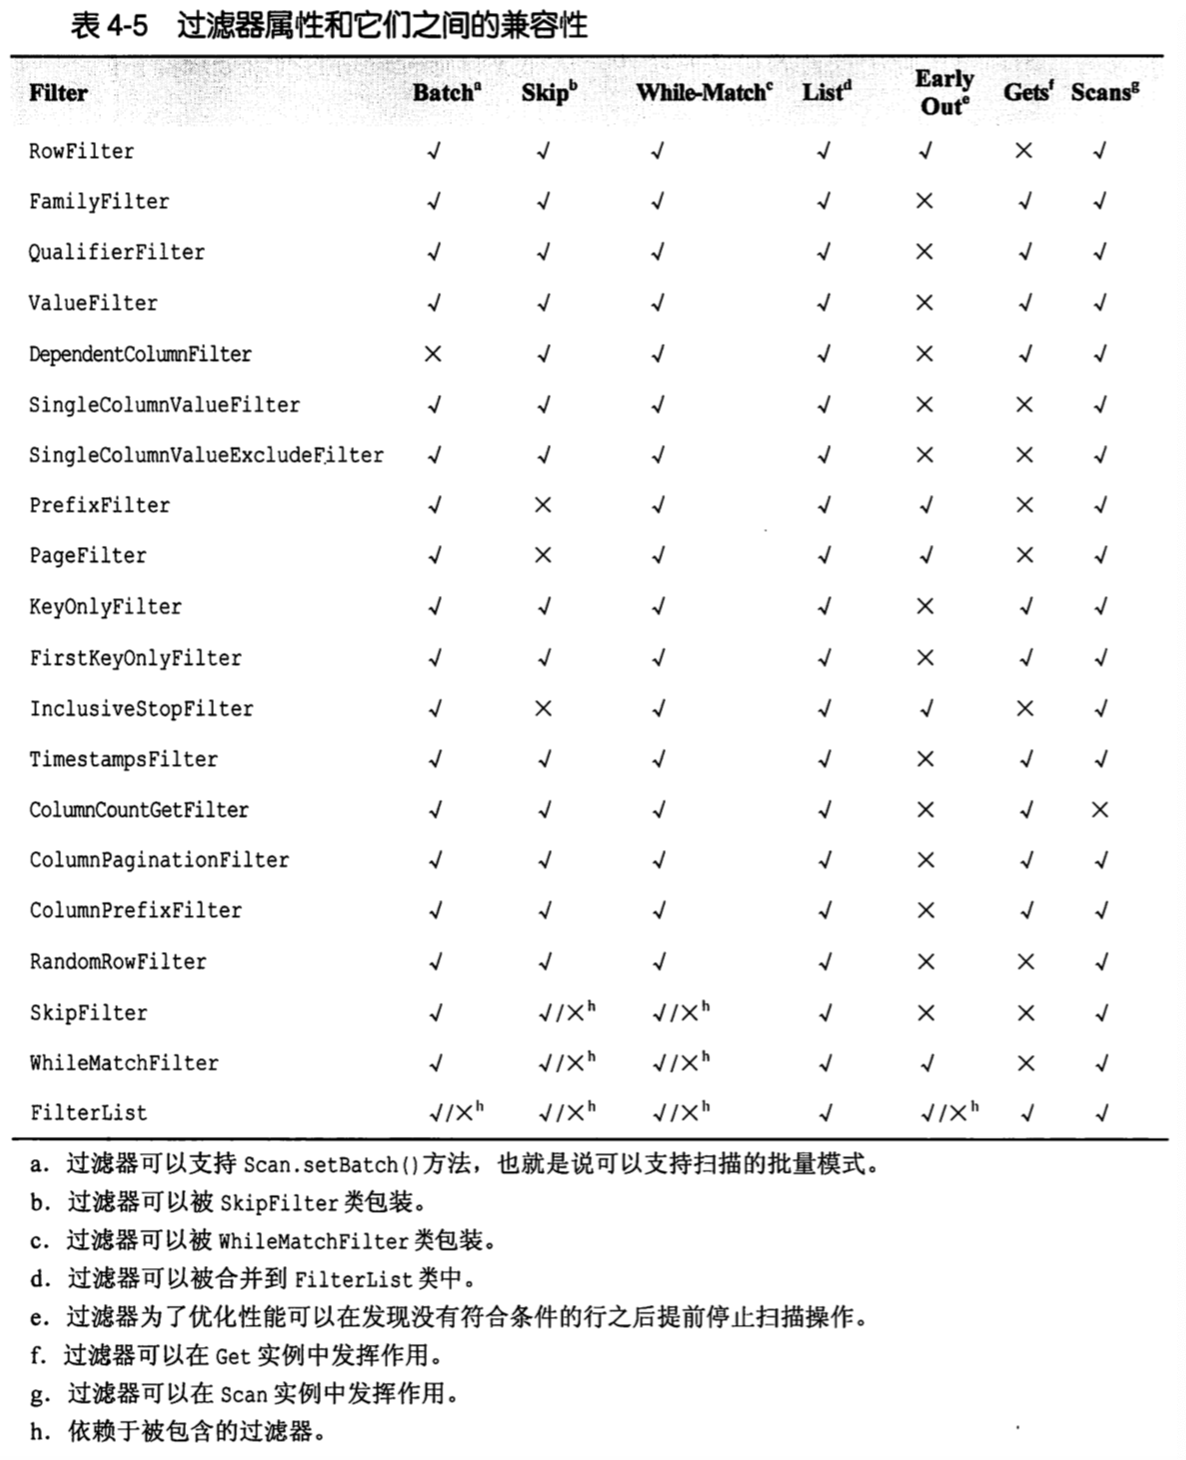 表 4-5 过滤器属性和它们之间的兼容性
Filter Batchᵃ Skipᵇ While-Matchᶜ Listᵈ Early Outᵉ Getsᶠ Scansᵍ
RowFilter √ √ √ √ √ × √
FamilyFilter √ √ √ √ × √ √
QualifierFilter √ √ √ √ × √ √
ValueFilter √ √ √ √ × √ √
DependentColumnFilter × √ √ √ × √ √
SingleColumnValueFilter √ √ √ √ × × √
SingleColumnValueExcludeFilter √ √ √ √ × × √
PrefixFilter √ × √ √ √ × √
PageFilter √ × √ √ √ × √
KeyOnlyFilter √ √ √ √ × √ √
FirstKeyOnlyFilter √ √ √ √ × √ √
InclusiveStopFilter √ × √ √ √ × √
TimestampsFilter √ √ √ √ × √ √
ColumnCountGetFilter √ √ √ √ × √ ×
ColumnPaginationFilter √ √ √ √ × √ √
ColumnPrefixFilter √ √ √ √ × √ √
RandomRowFilter √ √ √ √ × × √
SkipFilter √ √/×ʰ √/×ʰ √ × × √
WhileMatchFilter √ √/×ʰ √/×ʰ √ √ × √
FilterList √/×ʰ √/×ʰ √/×ʰ √ √/×ʰ √ √
a. 过滤器可以支持 Scan.setBatch()方法，也就是说可以支持扫描的批量模式。
b. 过滤器可以被 SkipFilter 类包装。
c. 过滤器可以被 WhileMatchFilter 类包装。
d. 过滤器可以被合并到 FilterList 类中。
e. 过滤器为了优化性能可以在发现没有符合条件的行之后提前停止扫描操作。
f. 过滤器可以在 Get 实例中发挥作用。
g. 过滤器可以在 Scan 实例中发挥作用。
h. 依赖于被包含的过滤器。